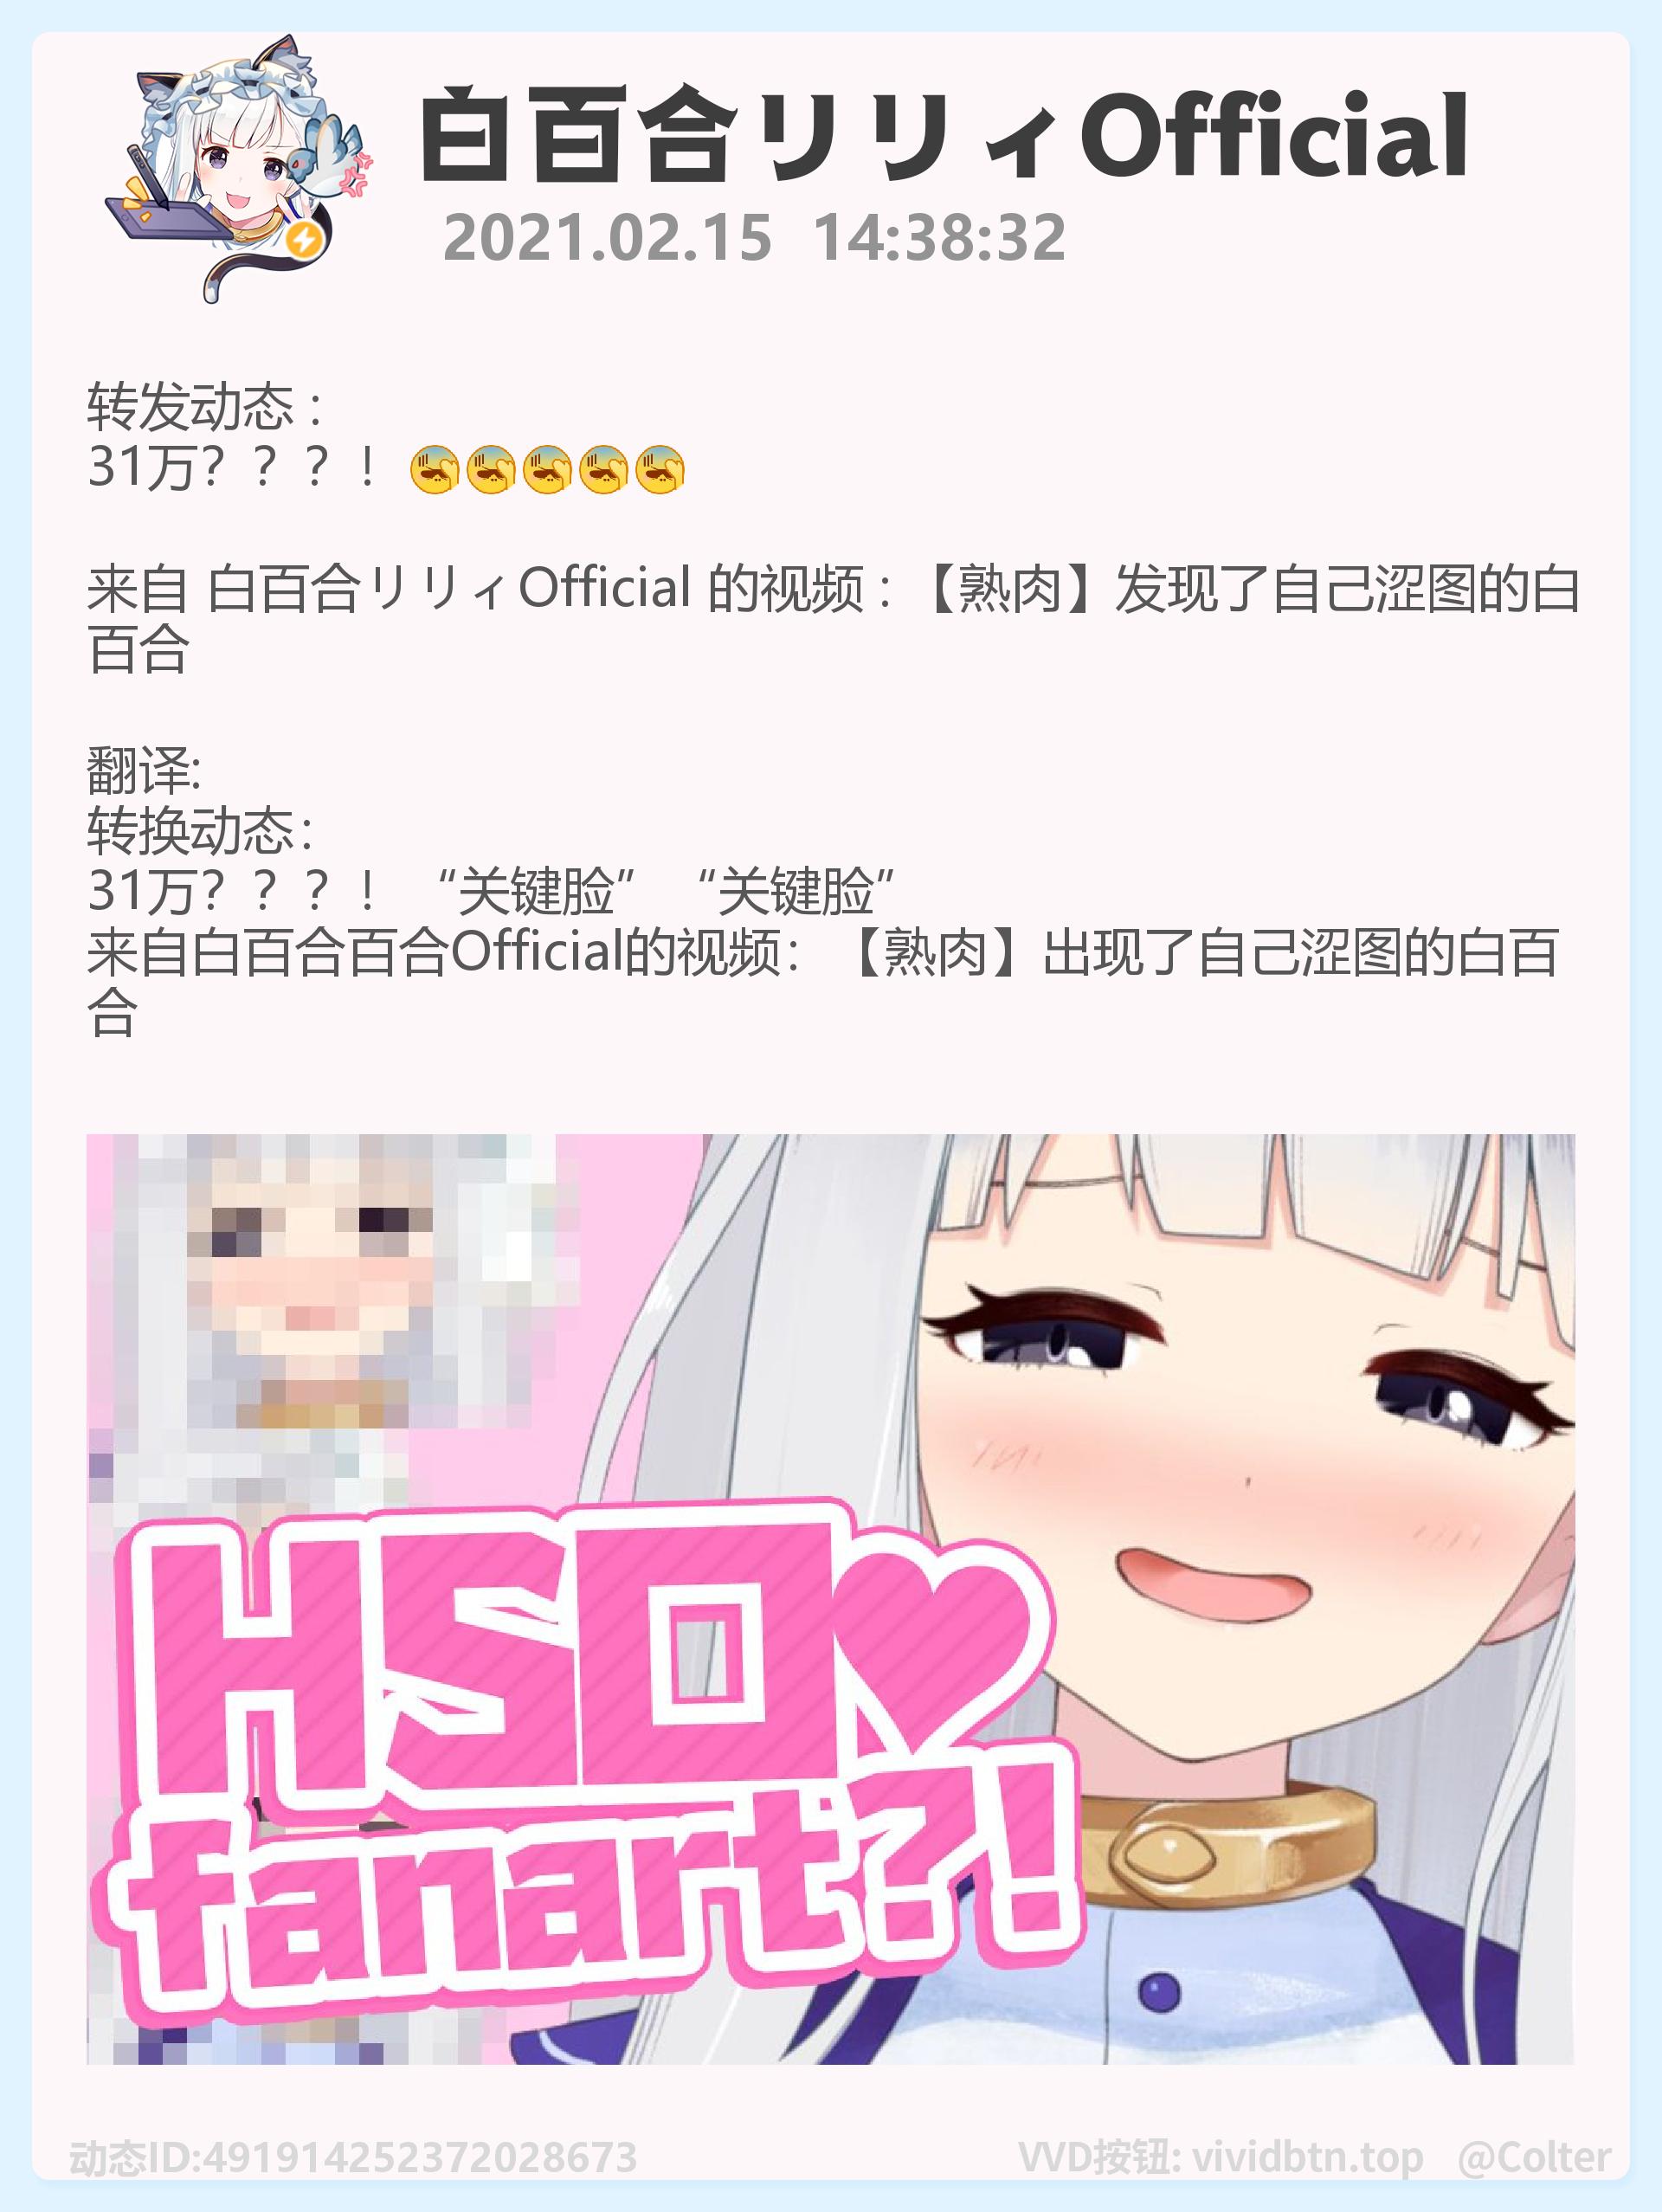 白百合リリィOfficial
2021.02.15 14:38:32
转发动态：
31万？？？！
来自 白百合リリィOfficial 的视频：【熟肉】发现了自己涩图的白
百合
翻译:
转换动态：
31万？？？！ “关键脸” “关键脸”
来自白百合百合Official的视频：【熟肉】出现了自己涩图的白百
合
HSO♥
fanart?!
动态ID:491914252372028673
VVD按钮: vividbtn.top @Colter